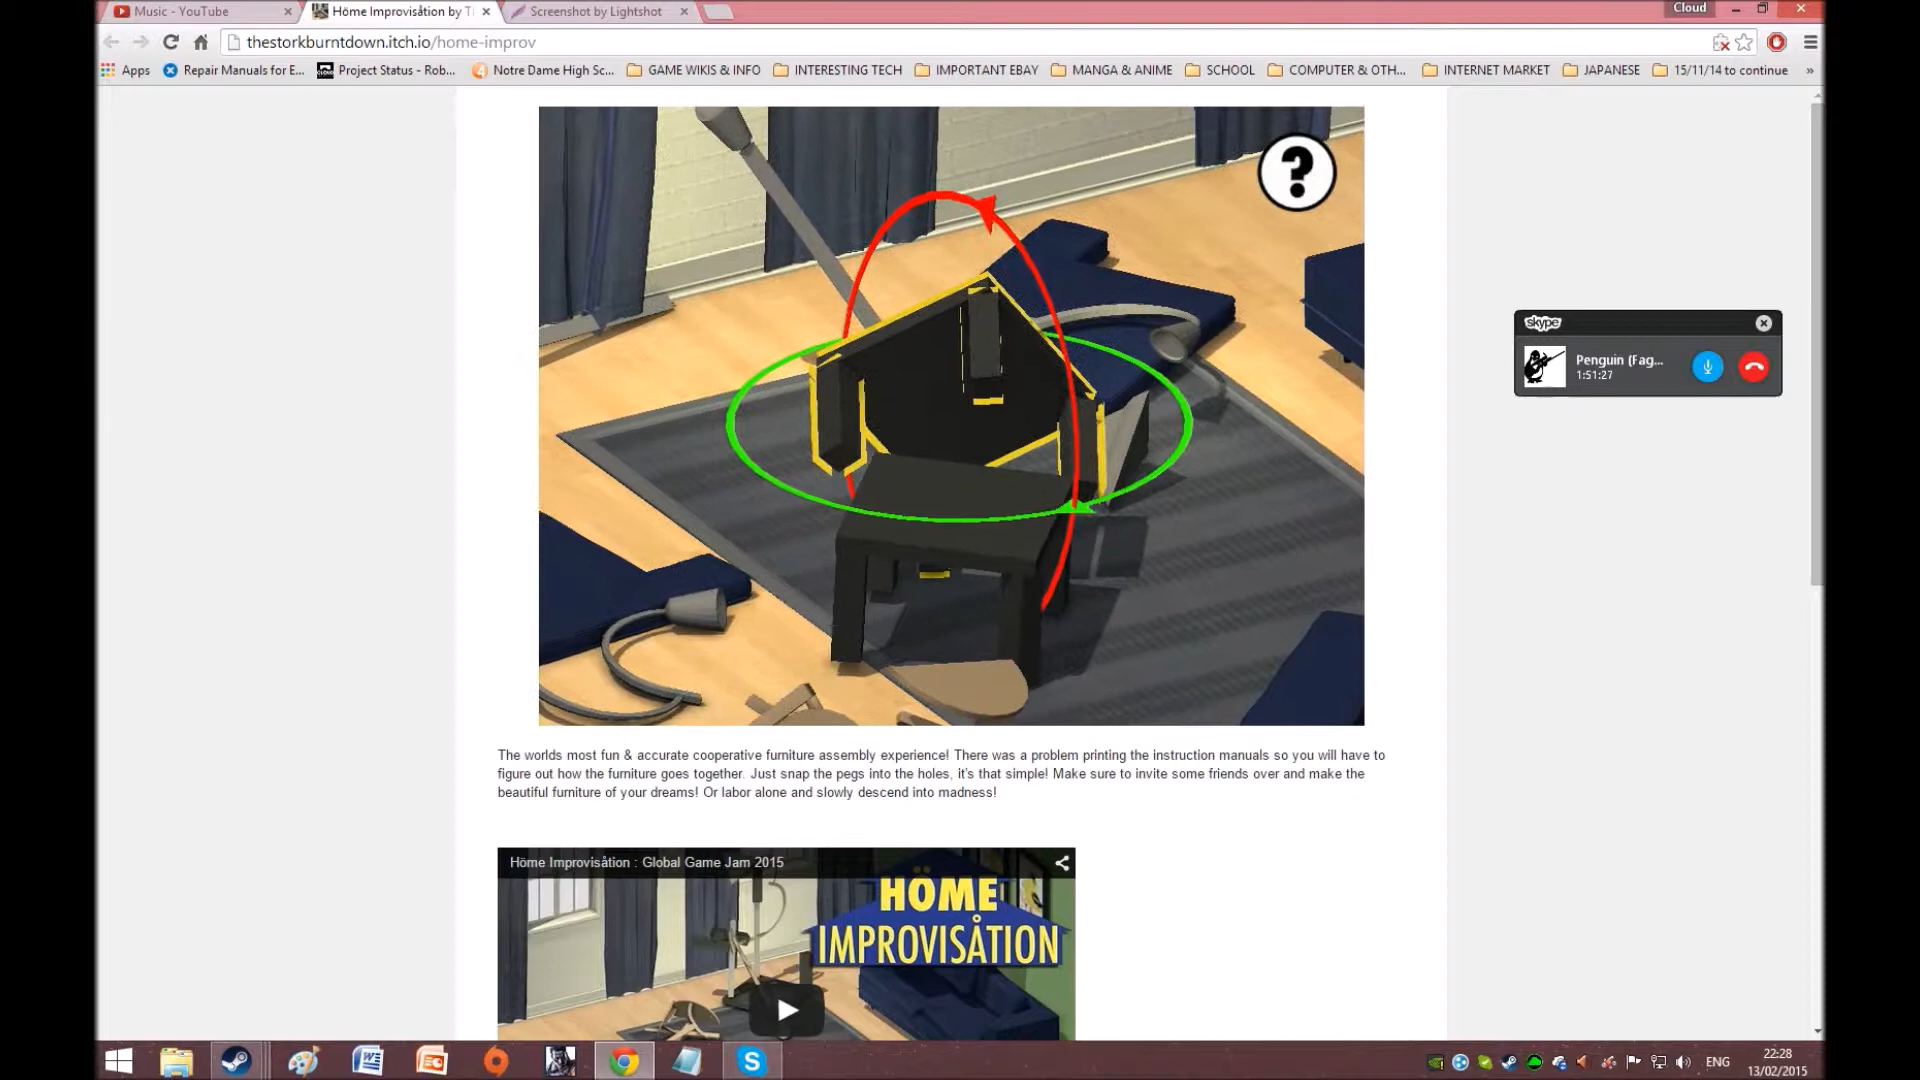 Music - YouTube
Höme Improvisåtion by T
Screenshot by Lightshot
Cloud
thestorkburntdown.itch.io/home-improv
Apps
Repair Manuals for E...
Project Status - Rob...
Notre Dame High Sc...
GAME WIKIS & INFO
INTERESTING TECH
IMPORTANT EBAY
MANGA & ANIME
SCHOOL
COMPUTER & OTH...
INTERNET MARKET
JAPANESE
15/11/14 to continue
»
?
skype
Penguin (Fag...
1:51:27
The worlds most fun & accurate cooperative furniture assembly experience! There was a problem printing the instruction manuals so you will have to
figure out how the furniture goes together. Just snap the pegs into the holes, it's that simple! Make sure to invite some friends over and make the
beautiful furniture of your dreams! Or labor alone and slowly descend into madness!
Höme Improvisåtion : Global Game Jam 2015
HÖME
IMPROVISÅTION
ENG
22:28
13/02/2015